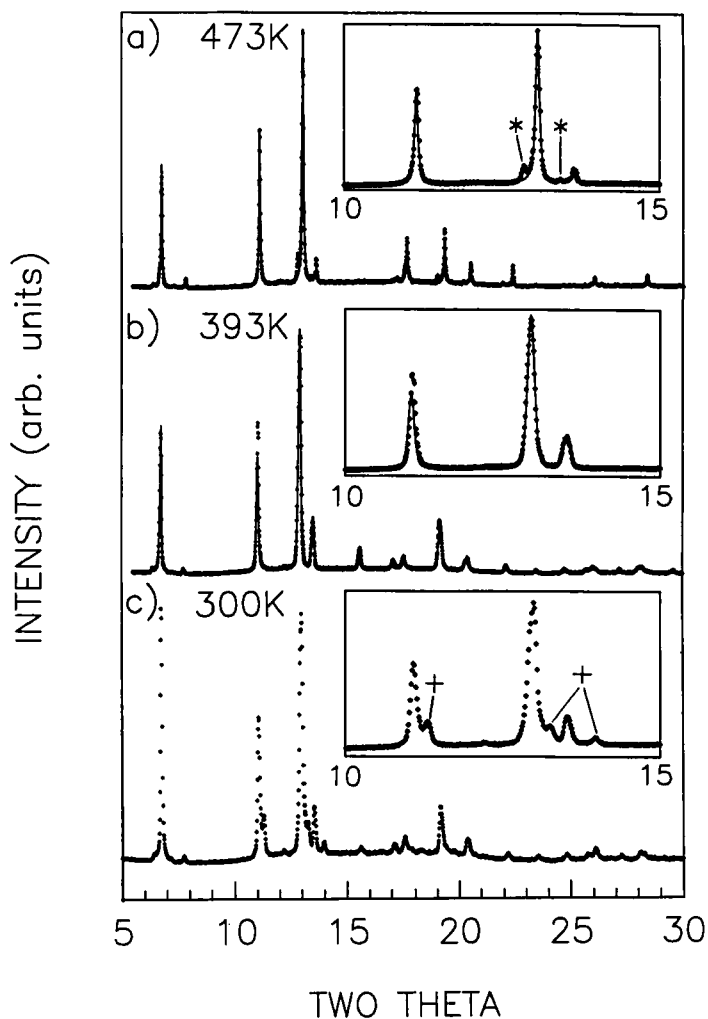 a) 473K
* *
10 15
b) 393K
10 15
c) 300K
+ +
10 15
INTENSITY (arb. units)
5 10 15 20 25 30
TWO THETA